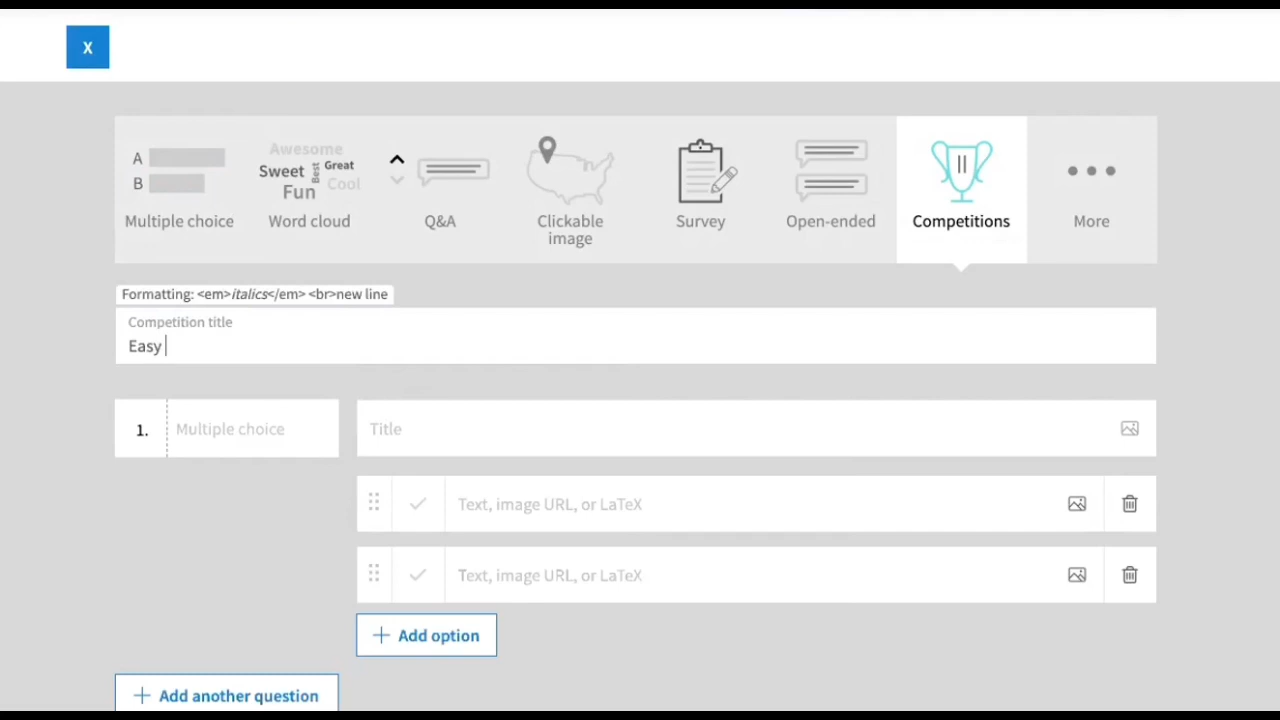 X
A
B
Multiple choice
Awesome
Sweet Best Great
Fun Cool
Word cloud
Q&A
Clickable
image
Survey
Open-ended
Competitions
More
Formatting: <em>italics</em> <br>new line
Competition title
Easy
1. Multiple choice
Title
Text, image URL, or LaTeX
Text, image URL, or LaTeX
Add option
Add another question